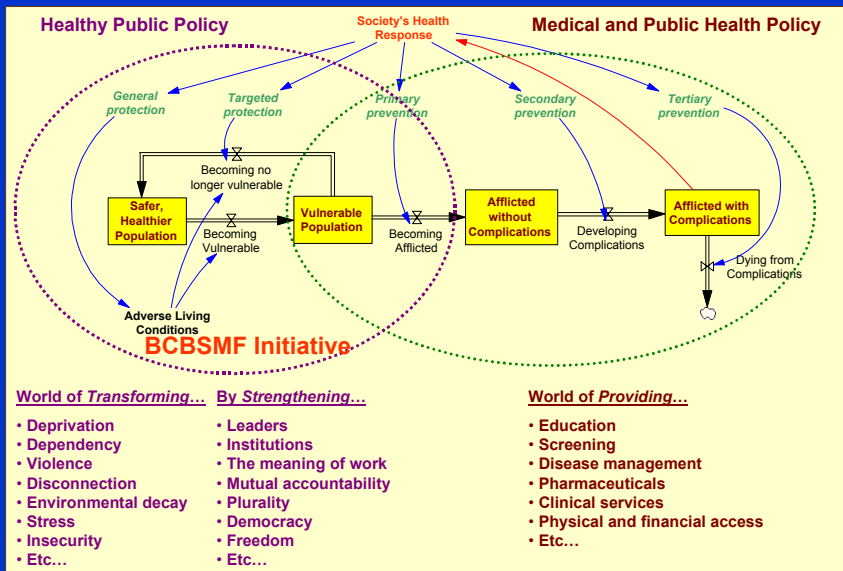 Healthy Public Policy
Society's Health
Response
Medical and Public Health Policy
General
protection
Targeted
protection
Primary
prevention
Secondary
prevention
Tertiary
prevention
Becoming no
longer vulnerable
Safer,
Healthier
Population
Becoming
Vulnerable
Vulnerable
Population
Becoming
Afflicted
Afflicted
without
Complications
Developing
Complications
Afflicted with
Complications
Dying from
Complications
Adverse Living
Conditions
BCBSMF Initiative
World of Transforming…
• Deprivation
• Dependency
• Violence
• Disconnection
• Environmental decay
• Stress
• Insecurity
• Etc…
By Strengthening…
• Leaders
• Institutions
• The meaning of work
• Mutual accountability
• Plurality
• Democracy
• Freedom
• Etc…
World of Providing…
• Education
• Screening
• Disease management
• Pharmaceuticals
• Clinical services
• Physical and financial access
• Etc…